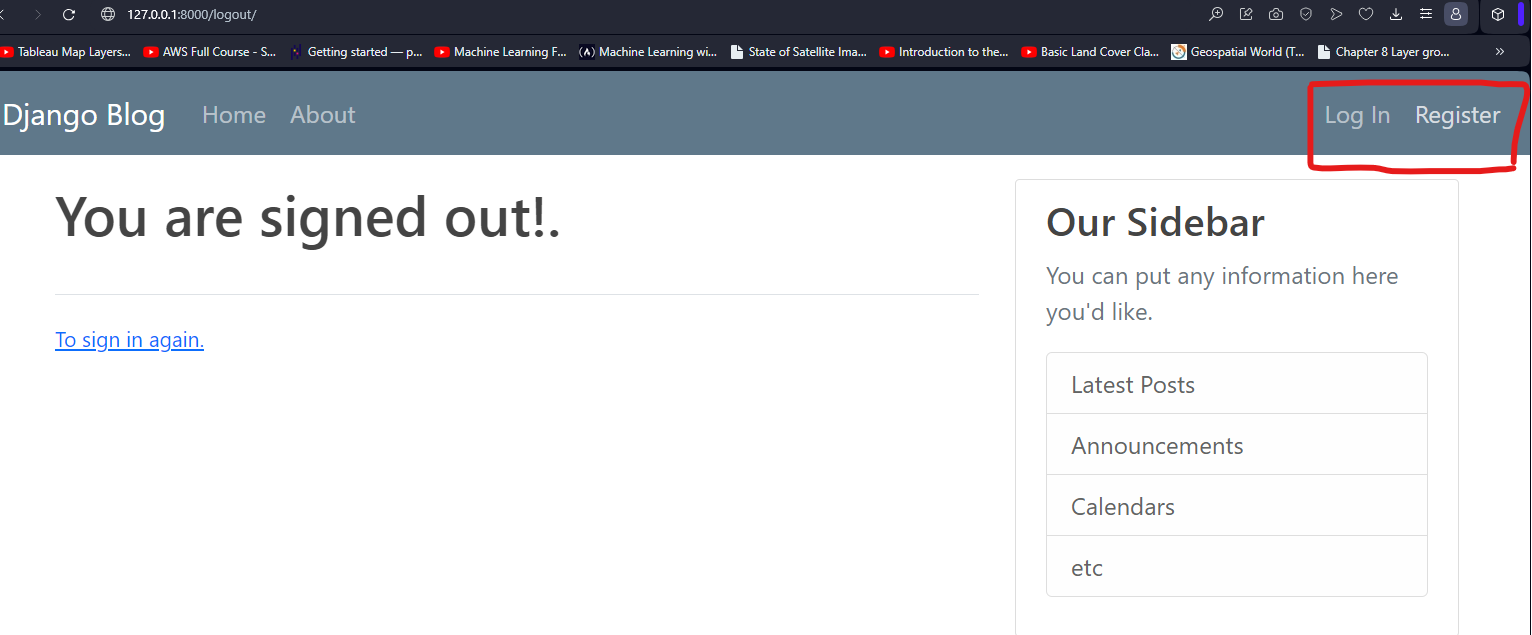 127.0.0.1:8000/logout/
Tableau Map Layers... AWS Full Course - S... Getting started — p... Machine Learning F... Machine Learning wi... State of Satellite Ima... Introduction to the... Basic Land Cover Cla... Geospatial World (T... Chapter 8 Layer gro... »
Django Blog Home About Log In Register
You are signed out!.
To sign in again.
Our Sidebar
You can put any information here
you'd like.
Latest Posts
Announcements
Calendars
etc